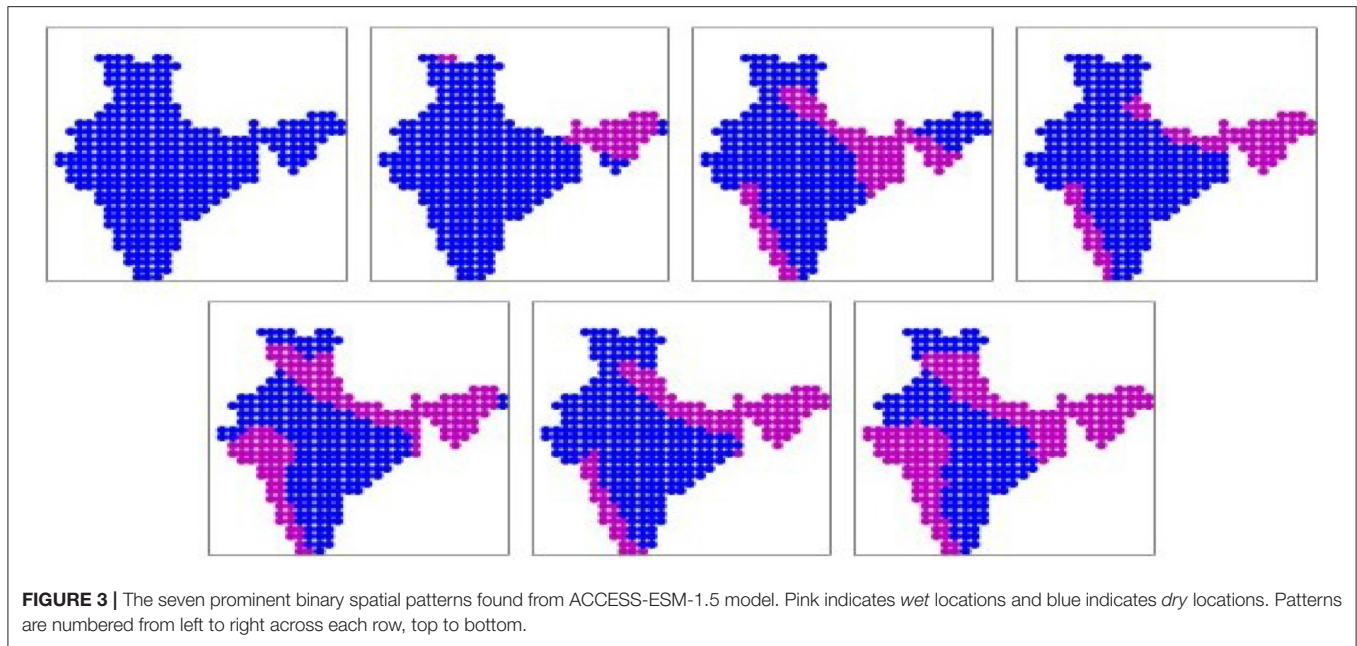 FIGURE 3 | The seven prominent binary spatial patterns found from ACCESS-ESM-1.5 model. Pink indicates wet locations and blue indicates dry locations. Patterns
are numbered from left to right across each row, top to bottom.